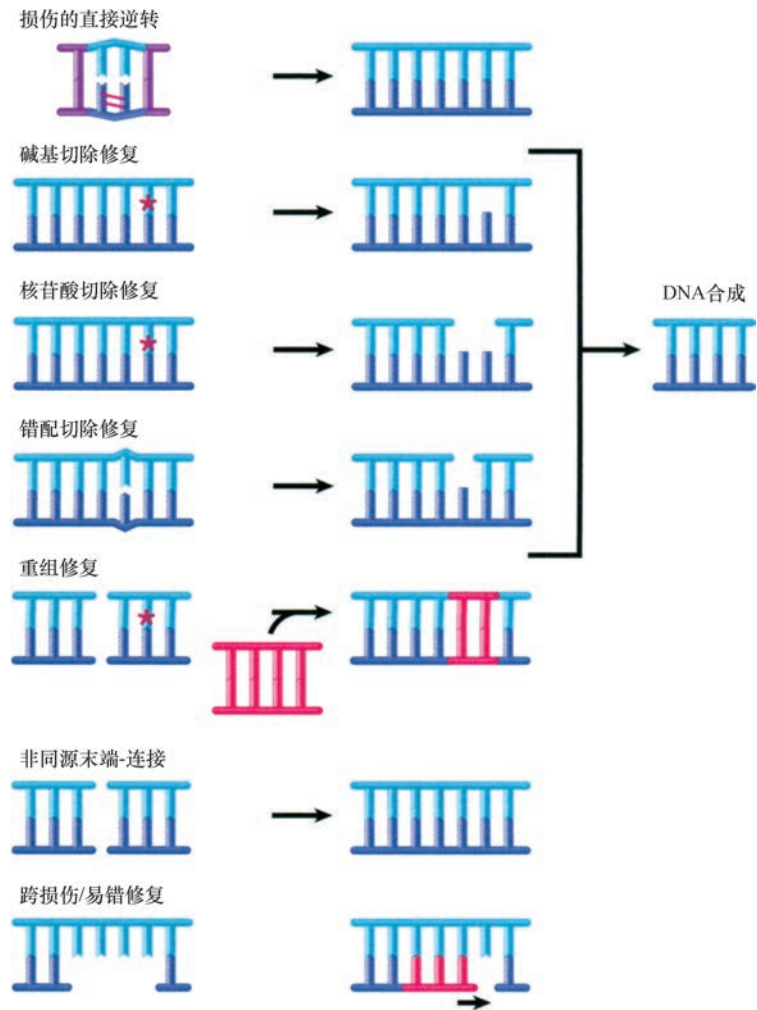 损伤的直接逆转
碱基切除修复
核苷酸切除修复
DNA合成
错配切除修复
重组修复
非同源末端-连接
跨损伤/易错修复